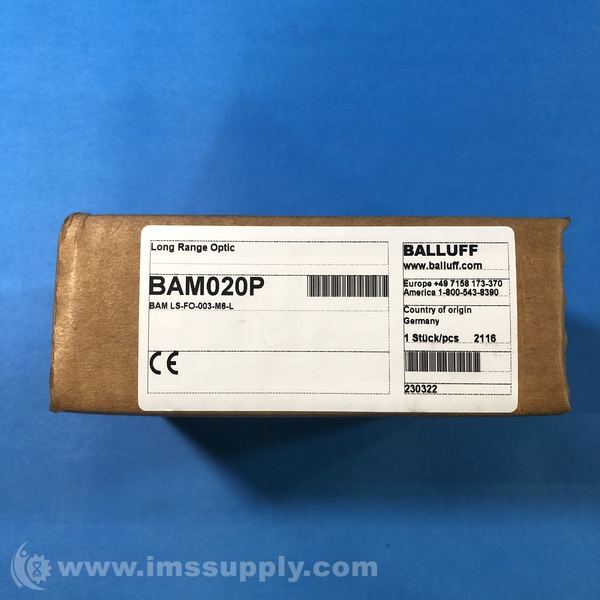 Long Range Optic
BAM020P
BAM LS-FO-003-M6-L
CE
BALLUFF
www.balluff.com
Europe +49 7158 173-370
America 1-800-543-8390
Country of origin
Germany
1 Stück/pcs 2116
230322
www.imssupply.com